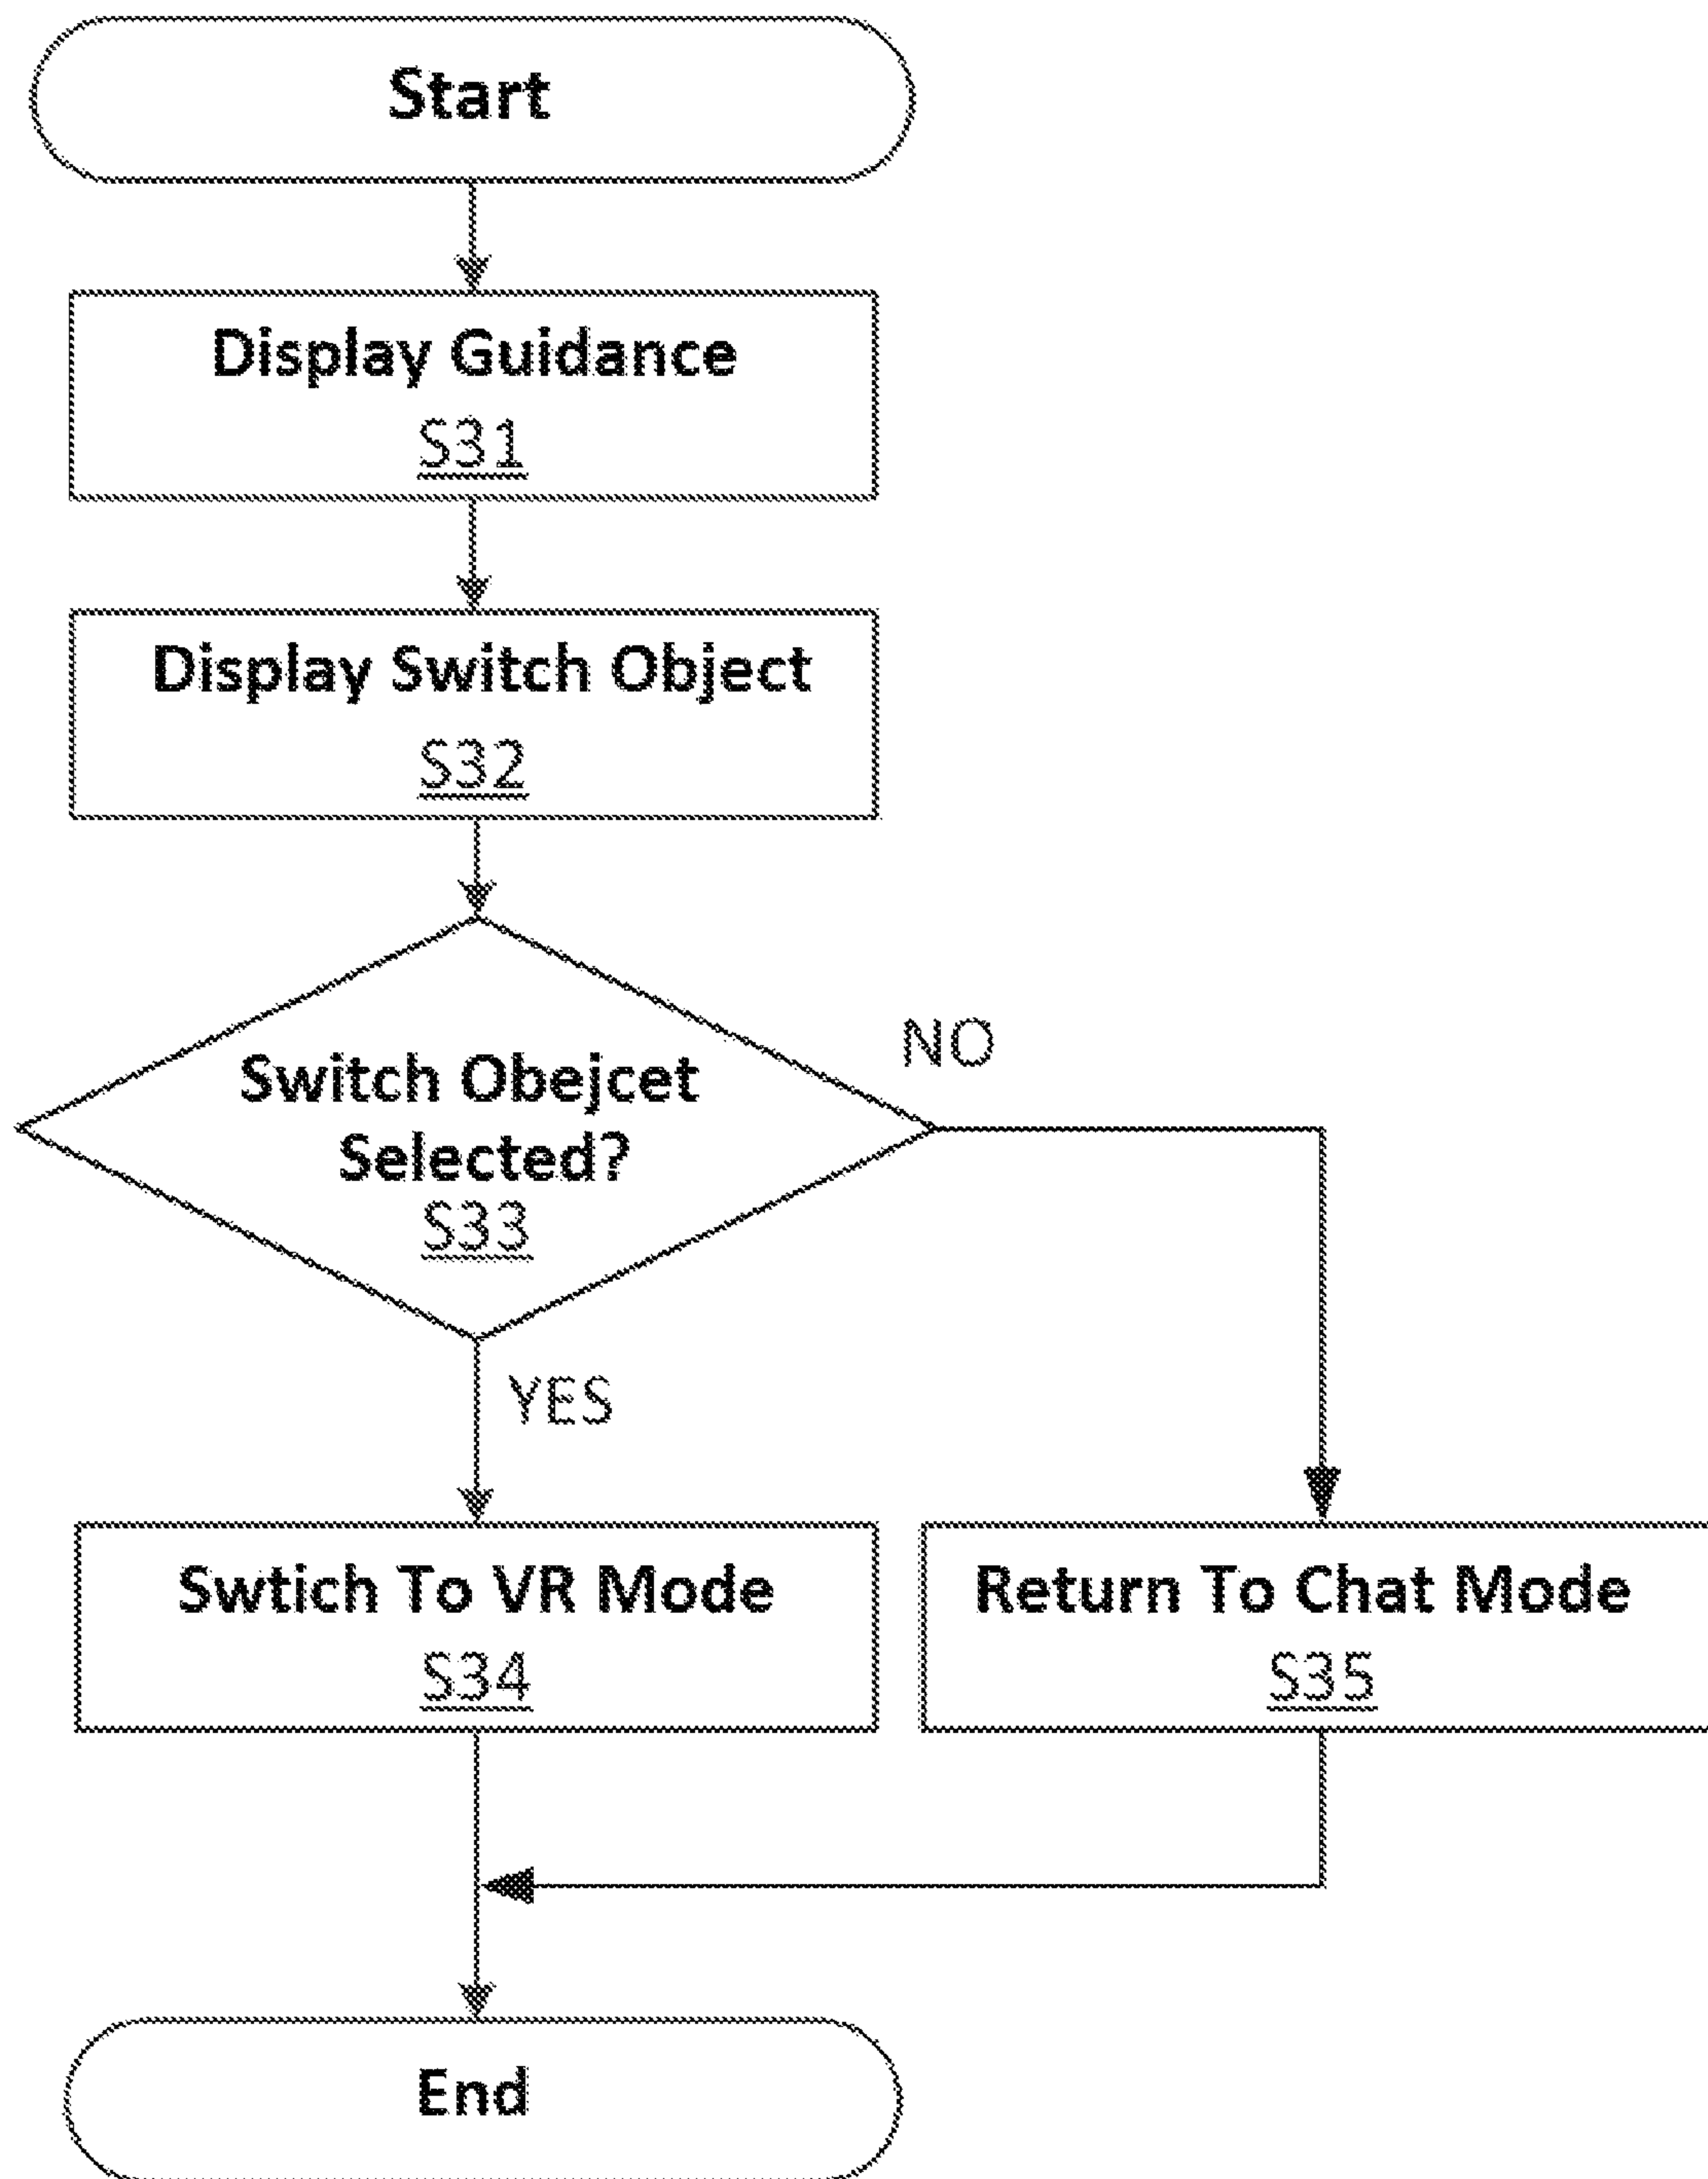 Start
Display Guidance
S31
Display Switch Object
S32
NO
Switch Obejcet
Selected?
S33
YES
Swtich To VR Mode
S34
Return To Chat Mode
S35
End